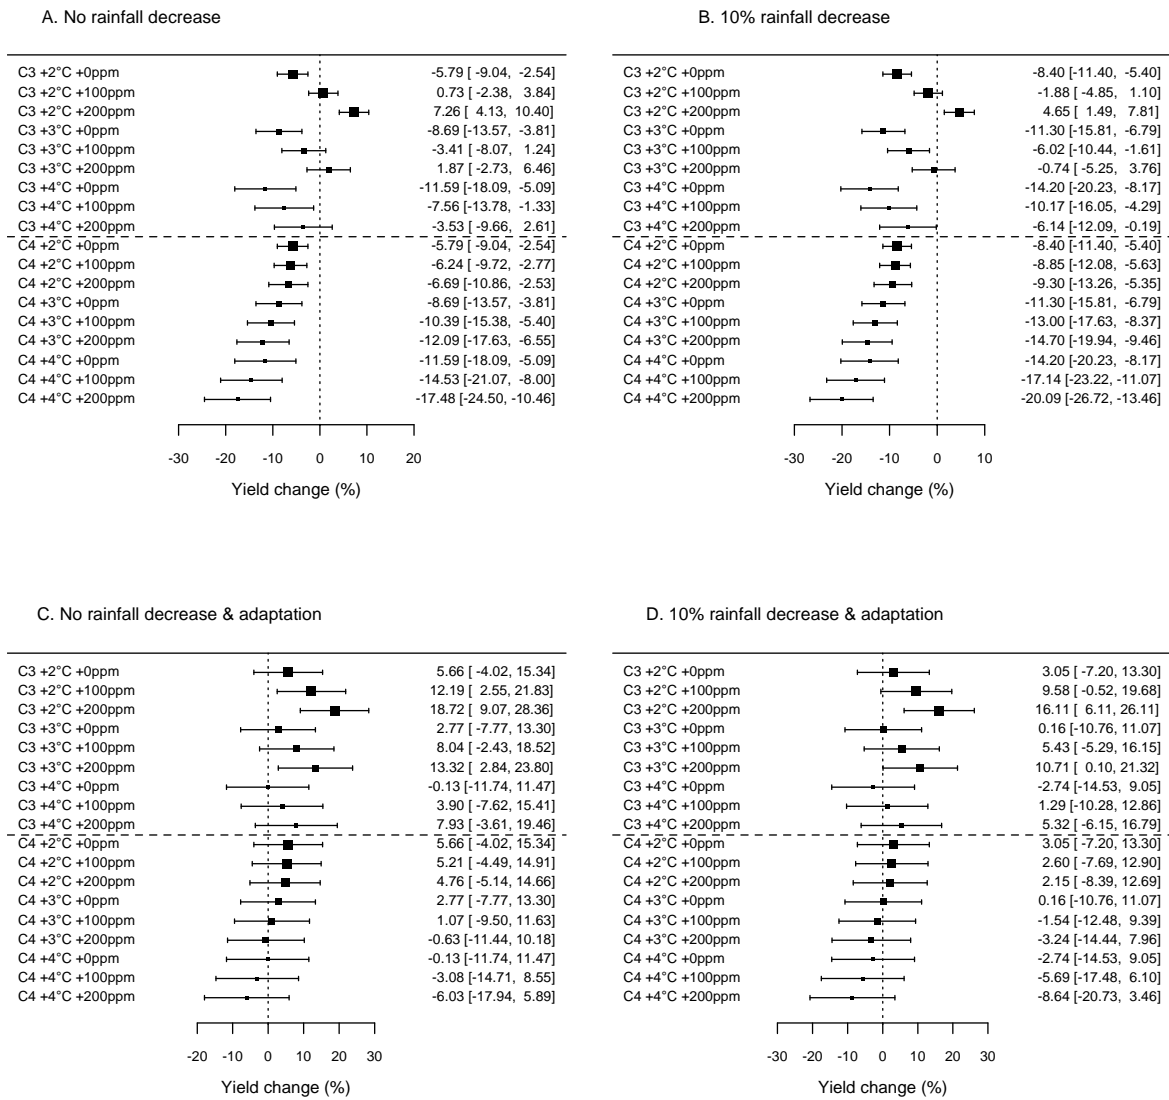 A. No rainfall decrease
C3 +2°C +0ppm -5.79 [ -9.04, -2.54]
C3 +2°C +100ppm 0.73 [ -2.38, 3.84]
C3 +2°C +200ppm 7.26 [ 4.13, 10.40]
C3 +3°C +0ppm -8.69 [-13.57, -3.81]
C3 +3°C +100ppm -3.41 [ -8.07, 1.24]
C3 +3°C +200ppm 1.87 [ -2.73, 6.46]
C3 +4°C +0ppm -11.59 [-18.09, -5.09]
C3 +4°C +100ppm -7.56 [-13.78, -1.33]
C3 +4°C +200ppm -3.53 [ -9.66, 2.61]
C4 +2°C +0ppm -5.79 [ -9.04, -2.54]
C4 +2°C +100ppm -6.24 [ -9.72, -2.77]
C4 +2°C +200ppm -6.69 [-10.86, -2.53]
C4 +3°C +0ppm -8.69 [-13.57, -3.81]
C4 +3°C +100ppm -10.39 [-15.38, -5.40]
C4 +3°C +200ppm -12.09 [-17.63, -6.55]
C4 +4°C +0ppm -11.59 [-18.09, -5.09]
C4 +4°C +100ppm -14.53 [-21.07, -8.00]
C4 +4°C +200ppm -17.48 [-24.50, -10.46]
-30 -20 -10 0 10 20
Yield change (%)
B. 10% rainfall decrease
C3 +2°C +0ppm -8.40 [-11.40, -5.40]
C3 +2°C +100ppm -1.88 [ -4.85, 1.10]
C3 +2°C +200ppm 4.65 [ 1.49, 7.81]
C3 +3°C +0ppm -11.30 [-15.81, -6.79]
C3 +3°C +100ppm -6.02 [-10.44, -1.61]
C3 +3°C +200ppm -0.74 [ -5.25, 3.76]
C3 +4°C +0ppm -14.20 [-20.23, -8.17]
C3 +4°C +100ppm -10.17 [-16.05, -4.29]
C3 +4°C +200ppm -6.14 [-12.09, -0.19]
C4 +2°C +0ppm -8.40 [-11.40, -5.40]
C4 +2°C +100ppm -8.85 [-12.08, -5.63]
C4 +2°C +200ppm -9.30 [-13.26, -5.35]
C4 +3°C +0ppm -11.30 [-15.81, -6.79]
C4 +3°C +100ppm -13.00 [-17.63, -8.37]
C4 +3°C +200ppm -14.70 [-19.94, -9.46]
C4 +4°C +0ppm -14.20 [-20.23, -8.17]
C4 +4°C +100ppm -17.14 [-23.22, -11.07]
C4 +4°C +200ppm -20.09 [-26.72, -13.46]
-30 -20 -10 0 10
Yield change (%)
C. No rainfall decrease & adaptation
C3 +2°C +0ppm 5.66 [ -4.02, 15.34]
C3 +2°C +100ppm 12.19 [ 2.55, 21.83]
C3 +2°C +200ppm 18.72 [ 9.07, 28.36]
C3 +3°C +0ppm 2.77 [ -7.77, 13.30]
C3 +3°C +100ppm 8.04 [ -2.43, 18.52]
C3 +3°C +200ppm 13.32 [ 2.84, 23.80]
C3 +4°C +0ppm -0.13 [-11.74, 11.47]
C3 +4°C +100ppm 3.90 [ -7.62, 15.41]
C3 +4°C +200ppm 7.93 [ -3.61, 19.46]
C4 +2°C +0ppm 5.66 [ -4.02, 15.34]
C4 +2°C +100ppm 5.21 [ -4.49, 14.91]
C4 +2°C +200ppm 4.76 [ -5.14, 14.66]
C4 +3°C +0ppm 2.77 [ -7.77, 13.30]
C4 +3°C +100ppm 1.07 [ -9.50, 11.63]
C4 +3°C +200ppm -0.63 [-11.44, 10.18]
C4 +4°C +0ppm -0.13 [-11.74, 11.47]
C4 +4°C +100ppm -3.08 [-14.71, 8.55]
C4 +4°C +200ppm -6.03 [-17.94, 5.89]
-20 -10 0 10 20 30
Yield change (%)
D. 10% rainfall decrease & adaptation
C3 +2°C +0ppm 3.05 [ -7.20, 13.30]
C3 +2°C +100ppm 9.58 [ -0.52, 19.68]
C3 +2°C +200ppm 16.11 [ 6.11, 26.11]
C3 +3°C +0ppm 0.16 [-10.76, 11.07]
C3 +3°C +100ppm 5.43 [ -5.29, 16.15]
C3 +3°C +200ppm 10.71 [ 0.10, 21.32]
C3 +4°C +0ppm -2.74 [-14.53, 9.05]
C3 +4°C +100ppm 1.29 [-10.28, 12.86]
C3 +4°C +200ppm 5.32 [ -6.15, 16.79]
C4 +2°C +0ppm 3.05 [ -7.20, 13.30]
C4 +2°C +100ppm 2.60 [ -7.69, 12.90]
C4 +2°C +200ppm 2.15 [ -8.39, 12.69]
C4 +3°C +0ppm 0.16 [-10.76, 11.07]
C4 +3°C +100ppm -1.54 [-12.48, 9.39]
C4 +3°C +200ppm -3.24 [-14.44, 7.96]
C4 +4°C +0ppm -2.74 [-14.53, 9.05]
C4 +4°C +100ppm -5.69 [-17.48, 6.10]
C4 +4°C +200ppm -8.64 [-20.73, 3.46]
-30 -20 -10 0 10 20 30
Yield change (%)